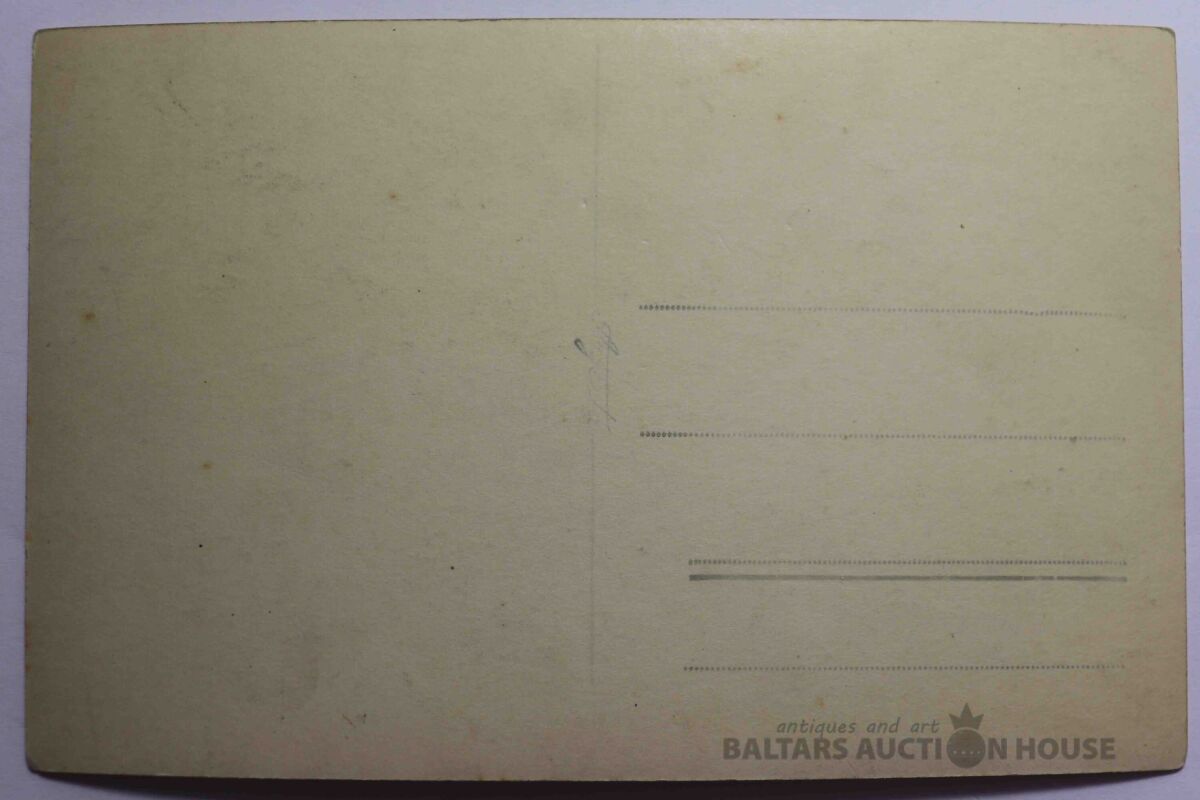 antiques and art
BALTARS AUCTION HOUSE